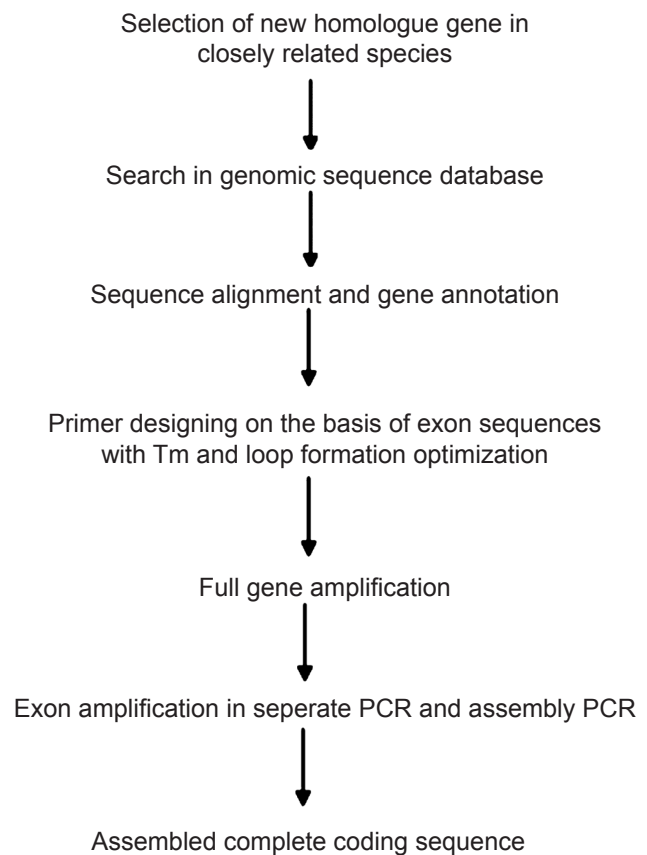 Selection of new homologue gene in
closely related species
Search in genomic sequence database
Sequence alignment and gene annotation
Primer designing on the basis of exon sequences
with Tm and loop formation optimization
Full gene amplification
Exon amplification in seperate PCR and assembly PCR
Assembled complete coding sequence